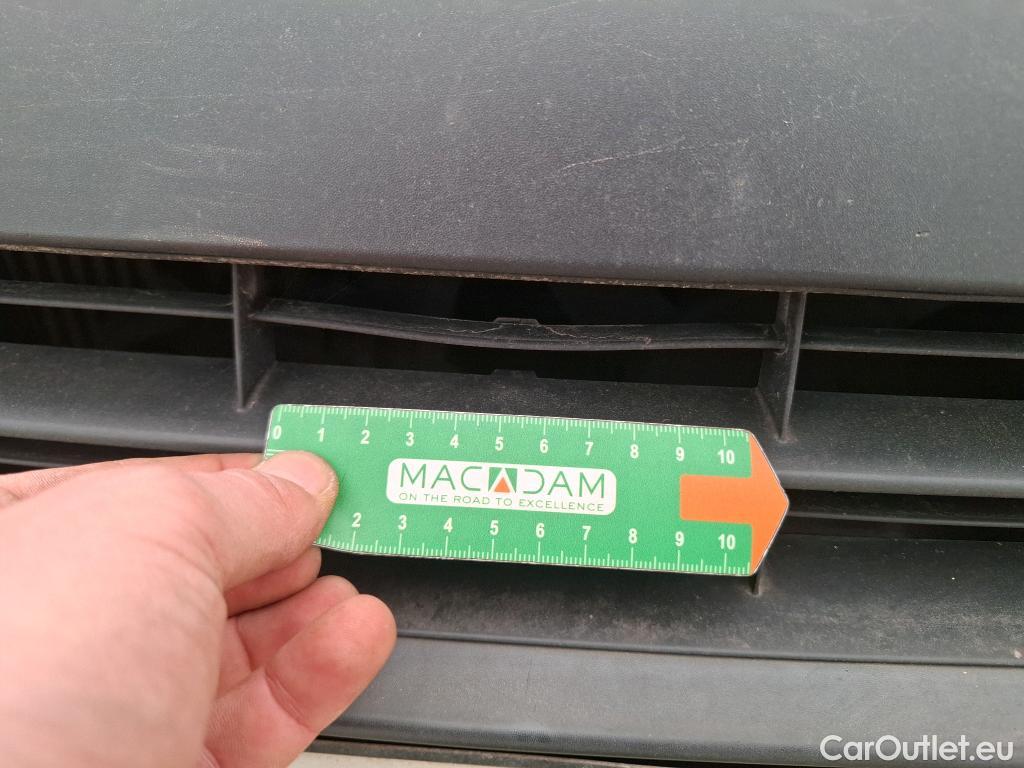 0 1 2 3 4 5 6 7 8 9 10
MACADAM
ON THE ROAD TO EXCELLENCE
2 3 4 5 6 7 8 9 10
CarOutlet.eu